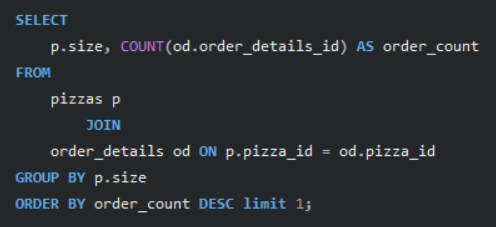 SELECT
    p.size, COUNT(od.order_details_id) AS order_count
FROM
    pizzas p
        JOIN
    order_details od ON p.pizza_id = od.pizza_id
GROUP BY p.size
ORDER BY order_count DESC limit 1;